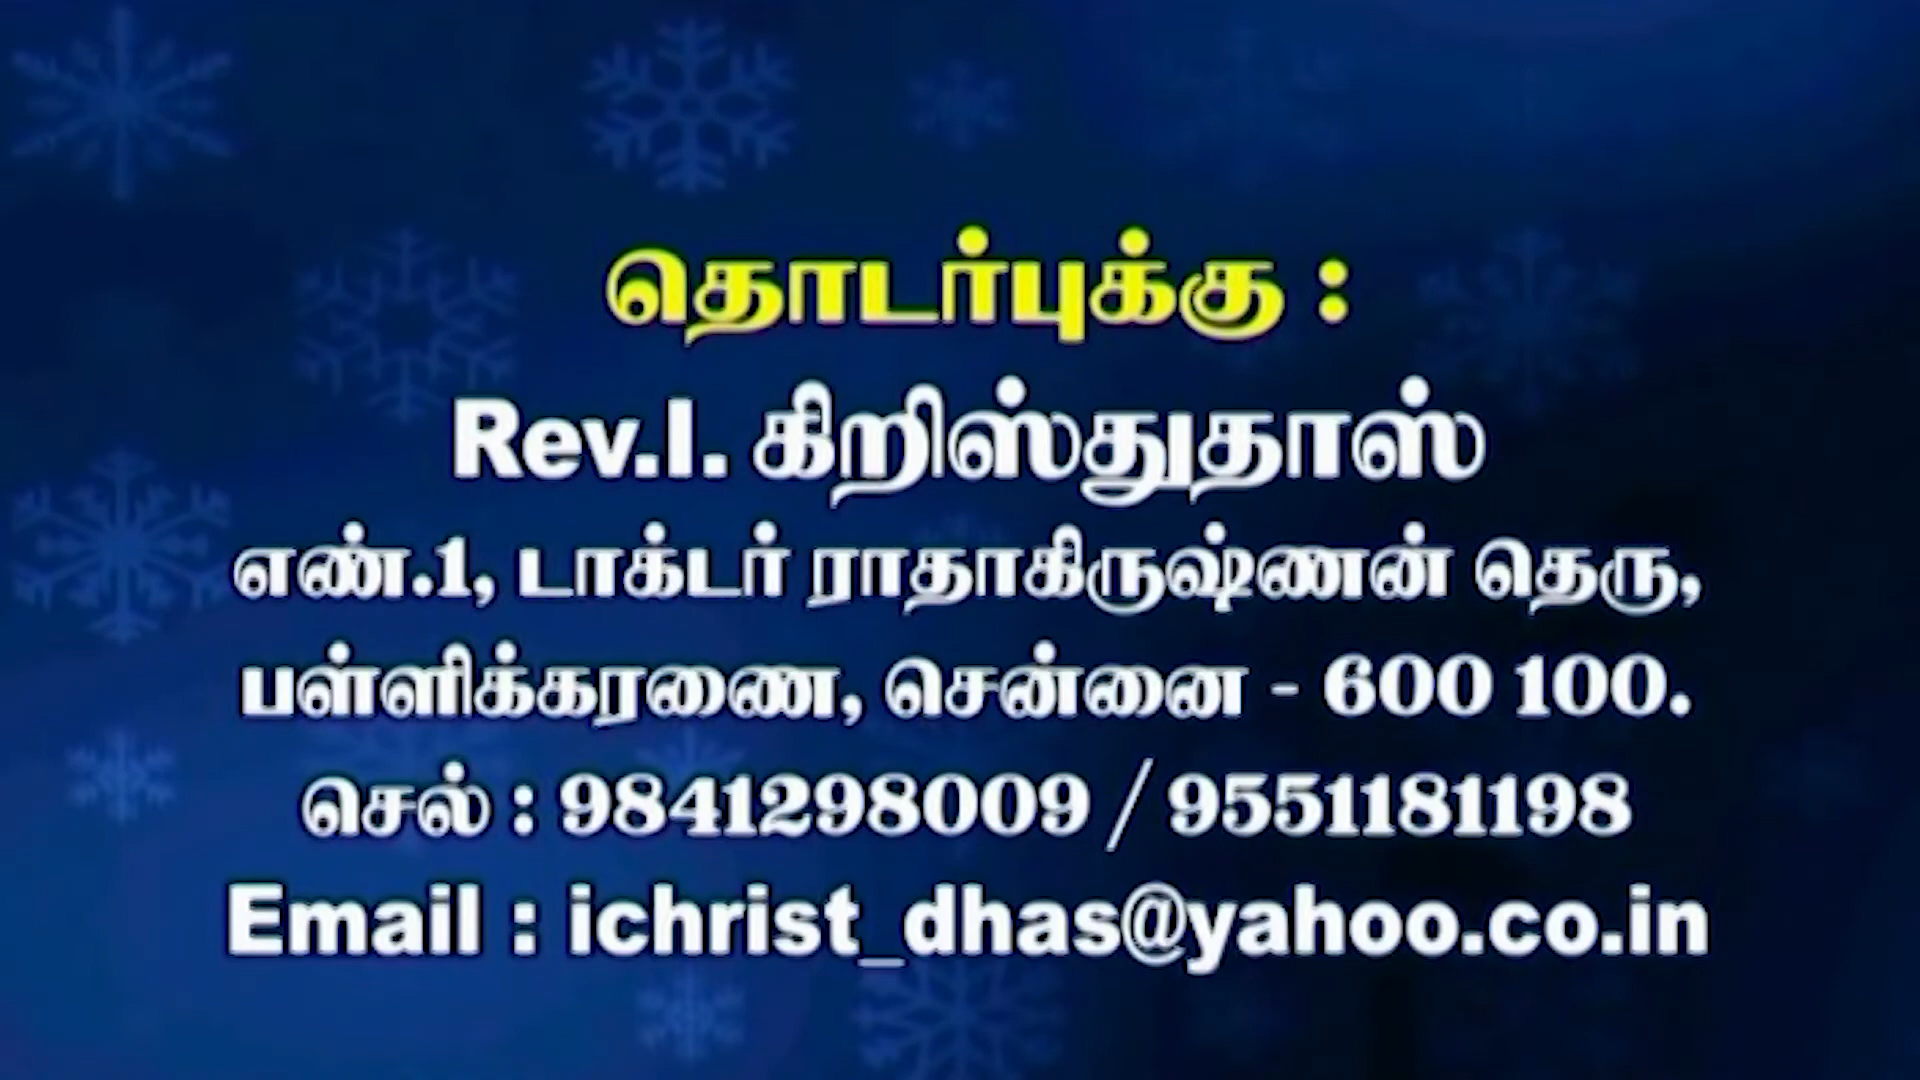 தொடர்புக்கு :
Rev.I. கிறிஸ்துதாஸ்
எண்.1, டாக்டர் ராதாகிருஷ்ணன் தெரு,
பள்ளிக்கரணை, சென்னை - 600 100.
செல் : 9841298009 / 9551181198
Email : ichrist_dhas@yahoo.co.in